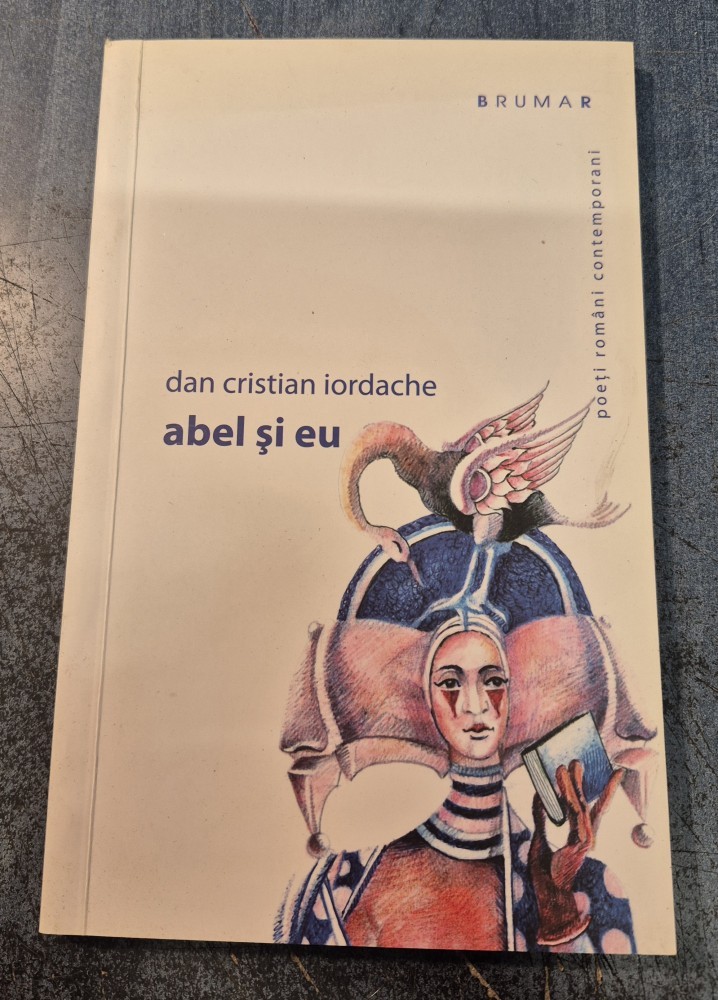 BRUMAR
poeți români contemporani
dan cristian iordache
abel şi eu